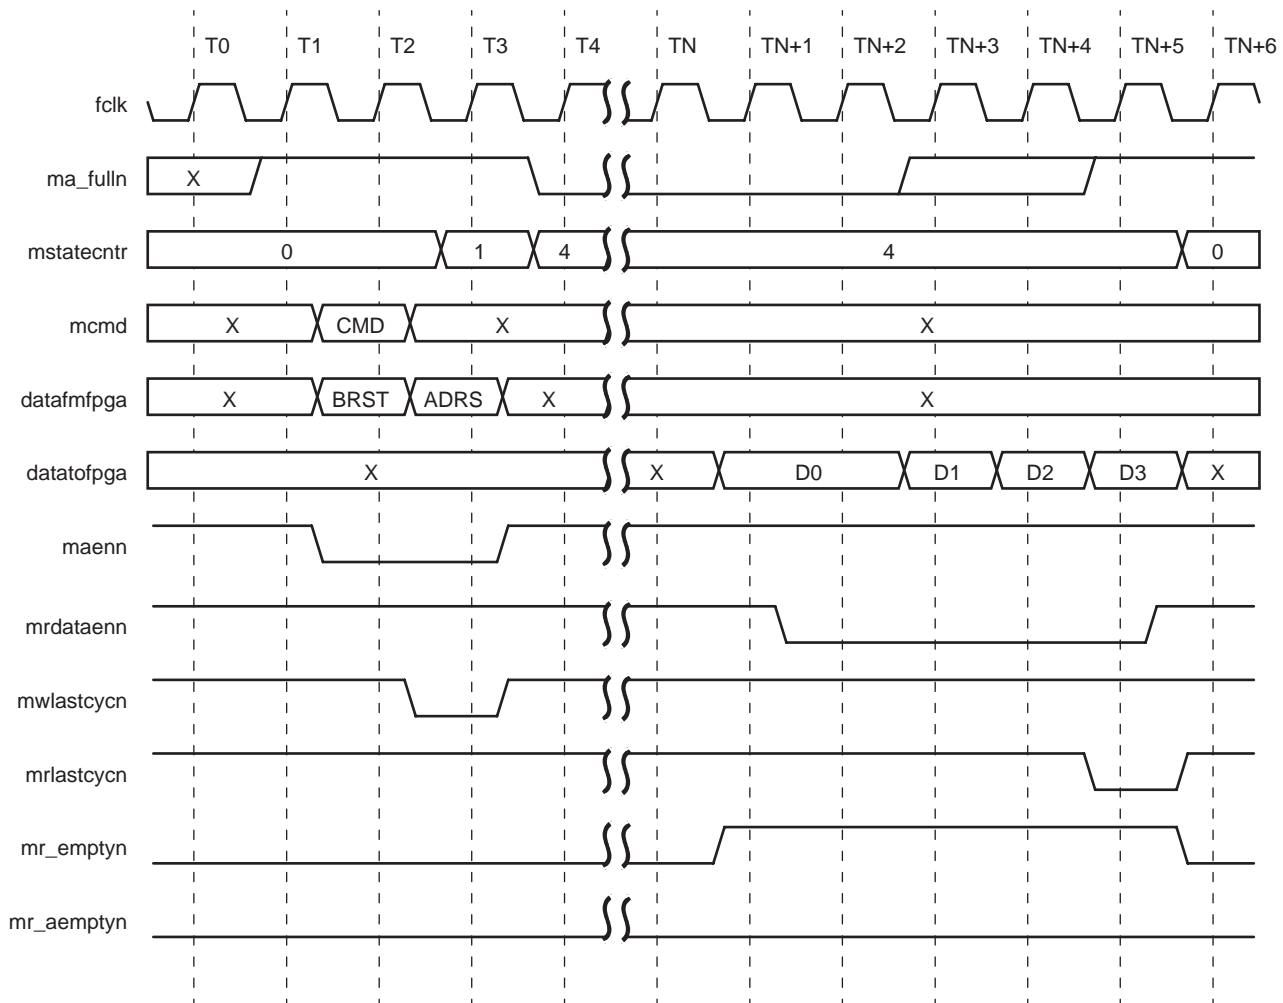 T0 T1 T2 T3 T4 TN TN+1 TN+2 TN+3 TN+4 TN+5 TN+6
fclk
ma_fulln X
mstatecntr 0 1 4 4 0
mcmd X CMD X X
datafmfpga X BRST ADRS X X
datatofpga X X D0 D1 D2 D3 X
maenn
mrdataenn
mwlastcycn
mrlastcycn
mr_emptyn
mr_aemptyn